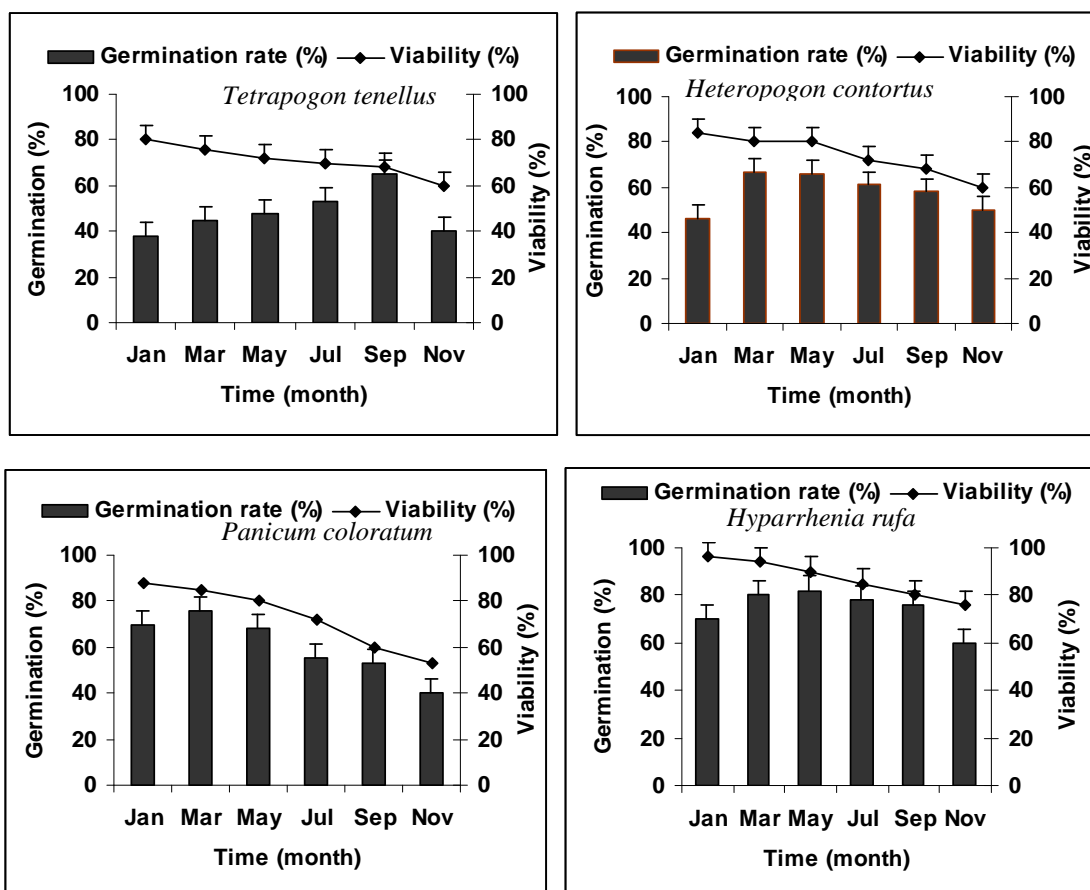 Germination rate (%) Viability (%)
Tetrapogon tenellus
100
80
60
40
20
0
Germination (%)
100
80
60
40
20
0
Viability (%)
Jan Mar May Jul Sep Nov
Time (month)
Germination rate (%) Viability (%)
Heteropogon contortus
100
80
60
40
20
0
Germination (%)
100
80
60
40
20
0
Viability (%)
Jan Mar May Jul Sep Nov
Time (month)
Germination rate (%) Viability (%)
Panicum coloratum
100
80
60
40
20
0
Germination (%)
100
80
60
40
20
0
Viability (%)
Jan Mar May Jul Sep Nov
Time (month)
Germination rate (%) Viability (%)
Hyparrhenia rufa
100
80
60
40
20
0
Germination (%)
100
80
60
40
20
0
Viability (%)
Jan Mar May Jul Sep Nov
Time (month)